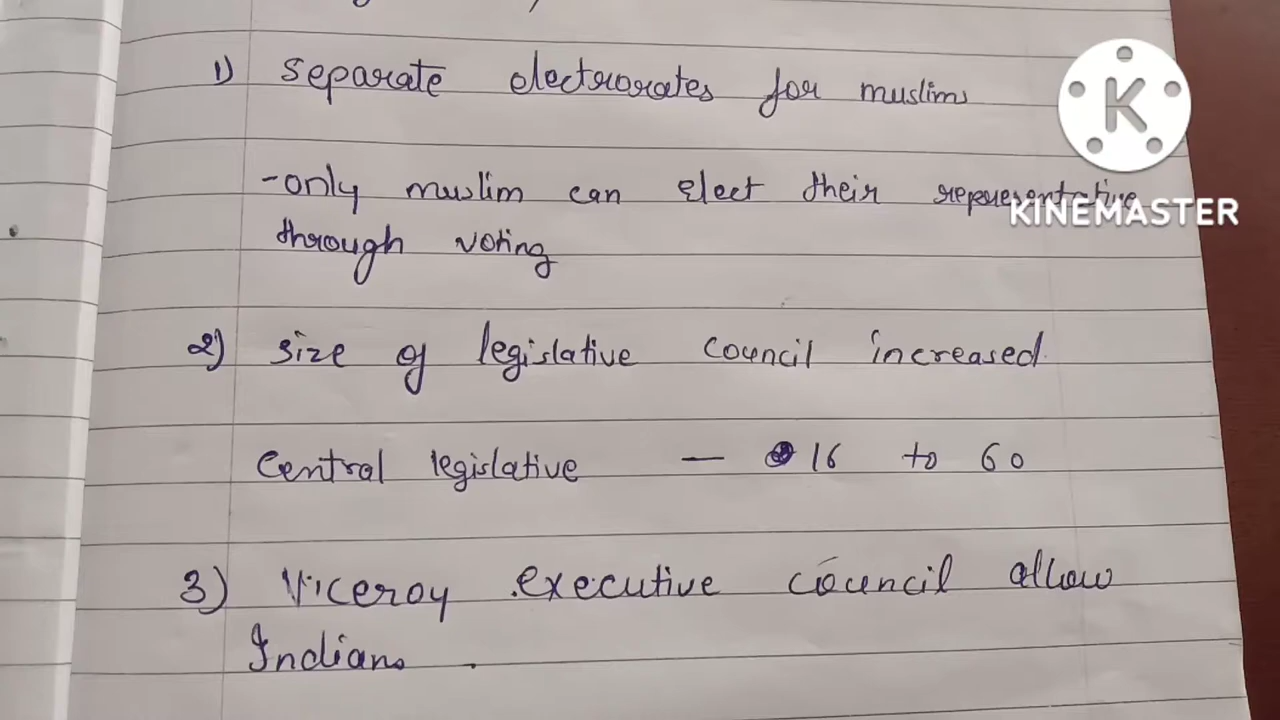 1) Separate electrorates for muslims
K
-only muslim can elect their representative
KINEMASTER
through voting
2) size of legislative council increased.
Central legislative — 16 to 60
3) Viceroy executive council allow
Indians.